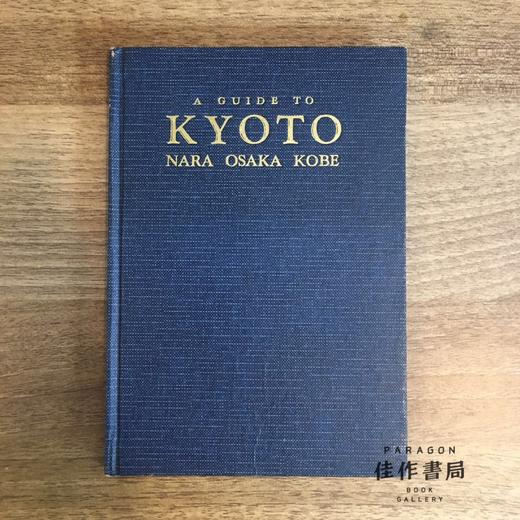 A GUIDE TO
KYOTO
NARA OSAKA KOBE
PARAGON
佳作書局
BOOK
GALLERY